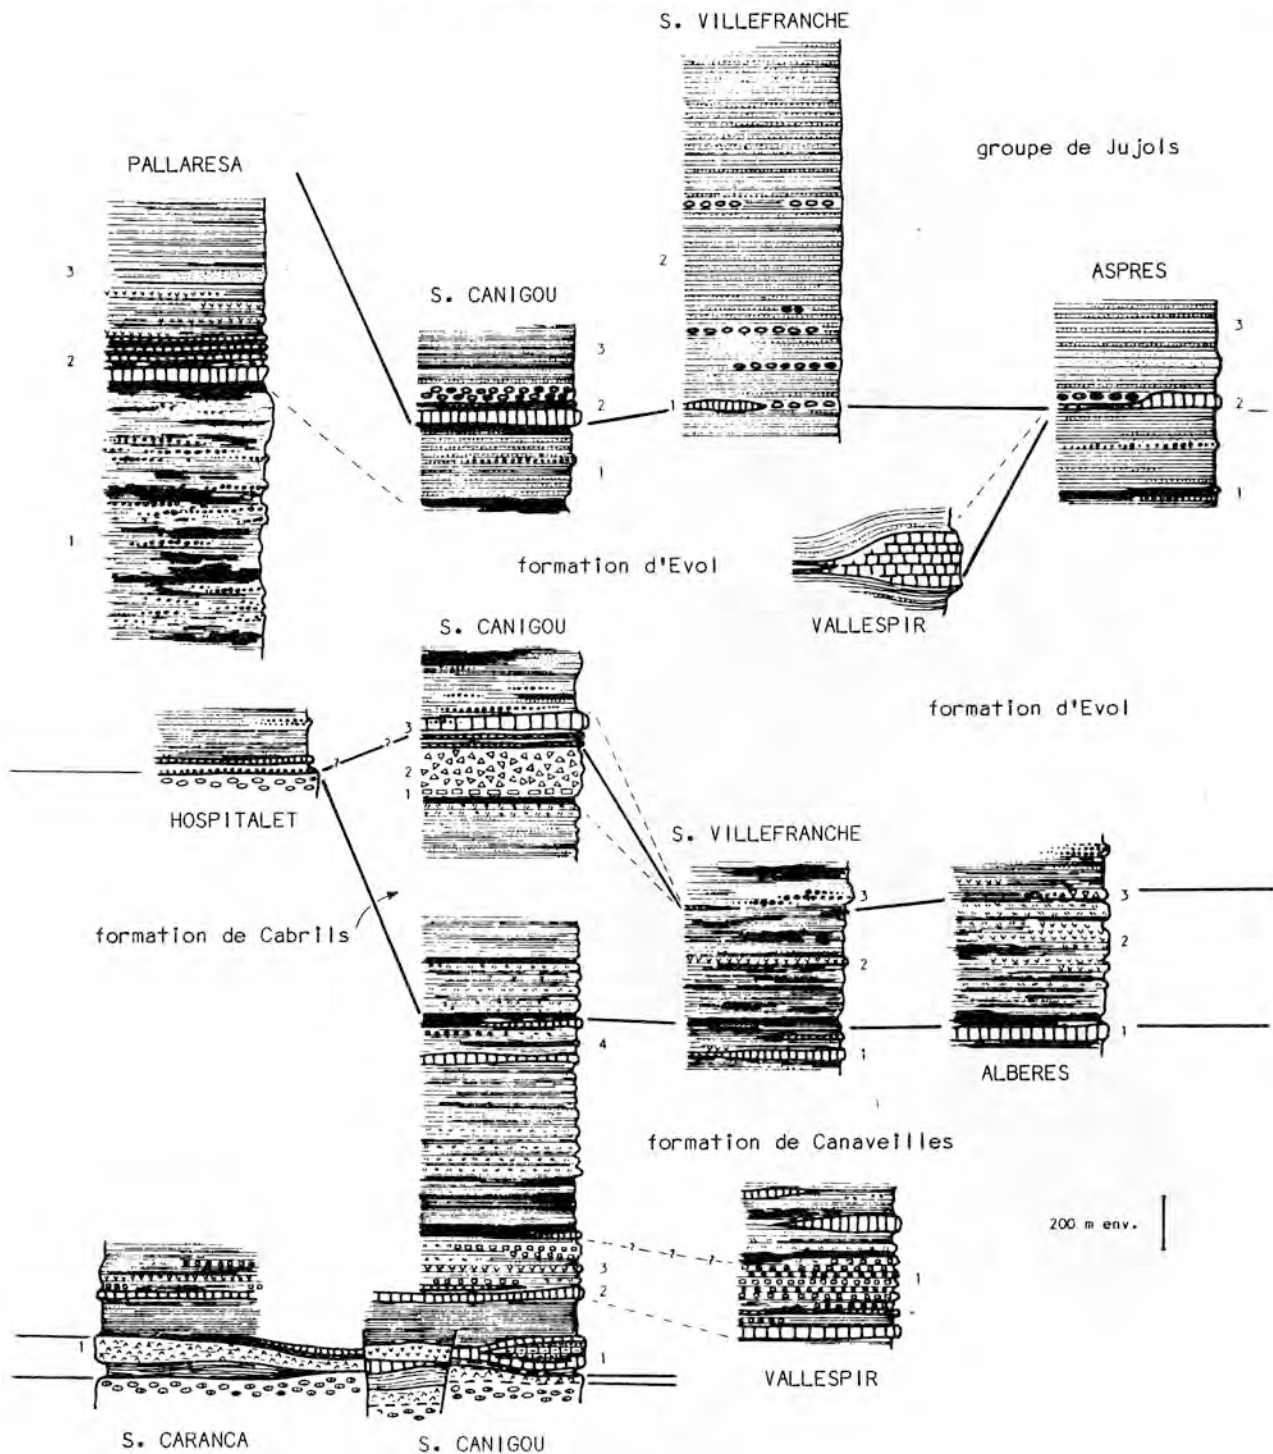 S. VILLEFRANCHE
groupe de Jujols
PALLARESA
3
2
ASPRES
S. CANIGOU
3
3
2
2
1
2
1
1
1
1
formation d'Evol
VALLESPIR
S. CANIGOU
formation d'Evol
3
?
2
1
HOSPITALET
S. VILLEFRANCHE
3
3
formation de Cabrils
2
2
4
1
1
ALBERES
formation de Canaveilles
200 m env.
? ? ?
3
1
2
1
1
VALLESPIR
S. CARANCA
S. CANIGOU